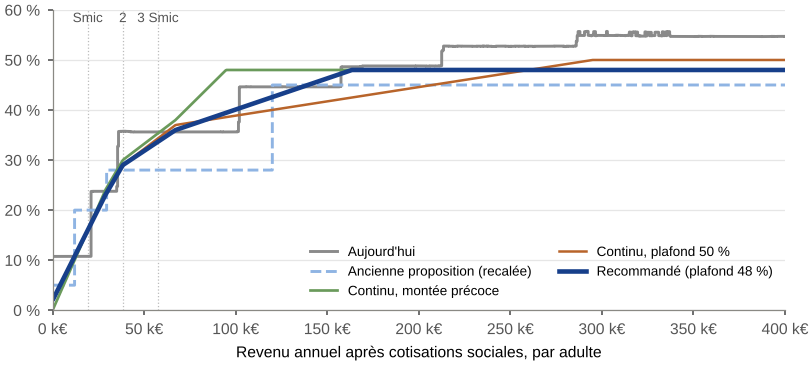 60 %
Smic 2 3 Smic
50 %
40 %
30 %
20 %
10 %
0 %
Aujourd'hui
Ancienne proposition (recalée)
Continu, montée précoce
Continu, plafond 50 %
Recommandé (plafond 48 %)
0 k€ 50 k€ 100 k€ 150 k€ 200 k€ 250 k€ 300 k€ 350 k€ 400 k€
Revenu annuel après cotisations sociales, par adulte